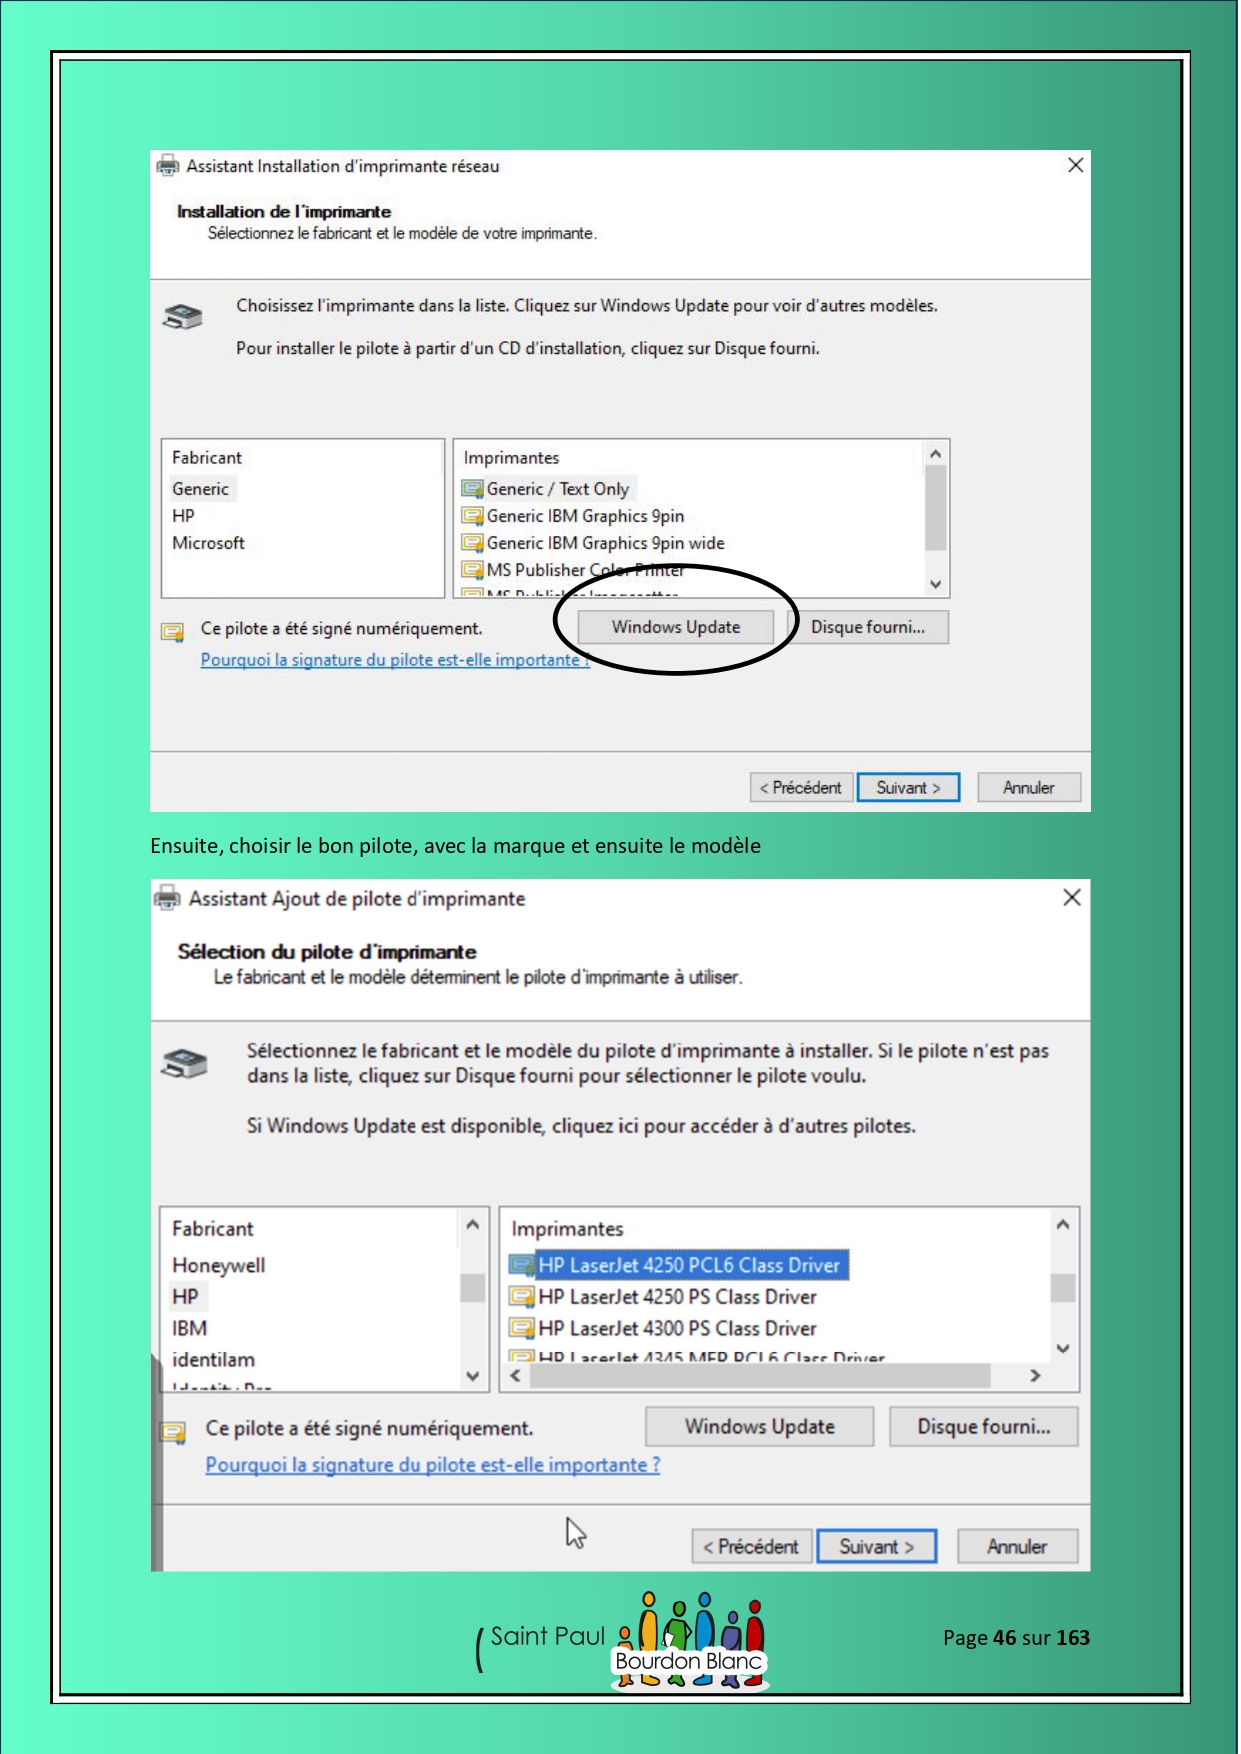 Assistant Installation d'imprimante réseau
Installation de l'imprimante
Sélectionnez le fabricant et le modèle de votre imprimante.
Choisissez l'imprimante dans la liste. Cliquez sur Windows Update pour voir d'autres modèles.
Pour installer le pilote à partir d'un CD d'installation, cliquez sur Disque fourni.
Fabricant
Generic
HP
Microsoft
Imprimantes
Generic / Text Only
Generic IBM Graphics 9pin
Generic IBM Graphics 9pin wide
MS Publisher Color Printer
MS Publisher Imagesetter
Ce pilote a été signé numériquement.
Windows Update
Disque fourni...
Pourquoi la signature du pilote est-elle importante ?
< Précédent
Suivant >
Annuler
Ensuite, choisir le bon pilote, avec la marque et ensuite le modèle
Assistant Ajout de pilote d'imprimante
Sélection du pilote d'imprimante
Le fabricant et le modèle déterminent le pilote d'imprimante à utiliser.
Sélectionnez le fabricant et le modèle du pilote d'imprimante à installer. Si le pilote n'est pas
dans la liste, cliquez sur Disque fourni pour sélectionner le pilote voulu.
Si Windows Update est disponible, cliquez ici pour accéder à d'autres pilotes.
Fabricant
Honeywell
HP
IBM
identilam
Imprimantes
HP LaserJet 4250 PCL6 Class Driver
HP LaserJet 4250 PS Class Driver
HP LaserJet 4300 PS Class Driver
HP LaserJet 4345 MFP PCL6 Class Driver
Ce pilote a été signé numériquement.
Windows Update
Disque fourni...
Pourquoi la signature du pilote est-elle importante ?
< Précédent
Suivant >
Annuler
Saint Paul
Bourdon Blanc
Page 46 sur 163